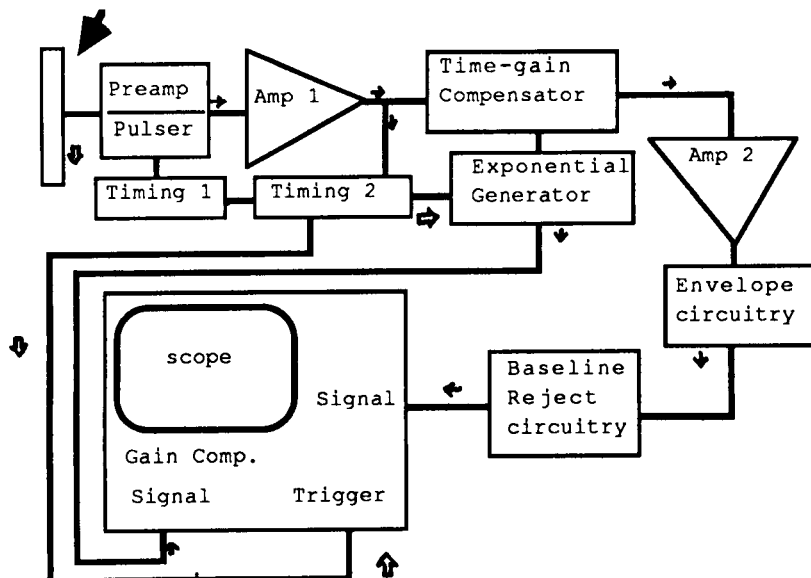 Preamp
Pulser
Amp 1
Time-gain
Compensator
Amp 2
Timing 1
Timing 2
Exponential
Generator
Envelope
circuitry
scope
Signal
Baseline
Reject
circuitry
Gain Comp.
Signal
Trigger